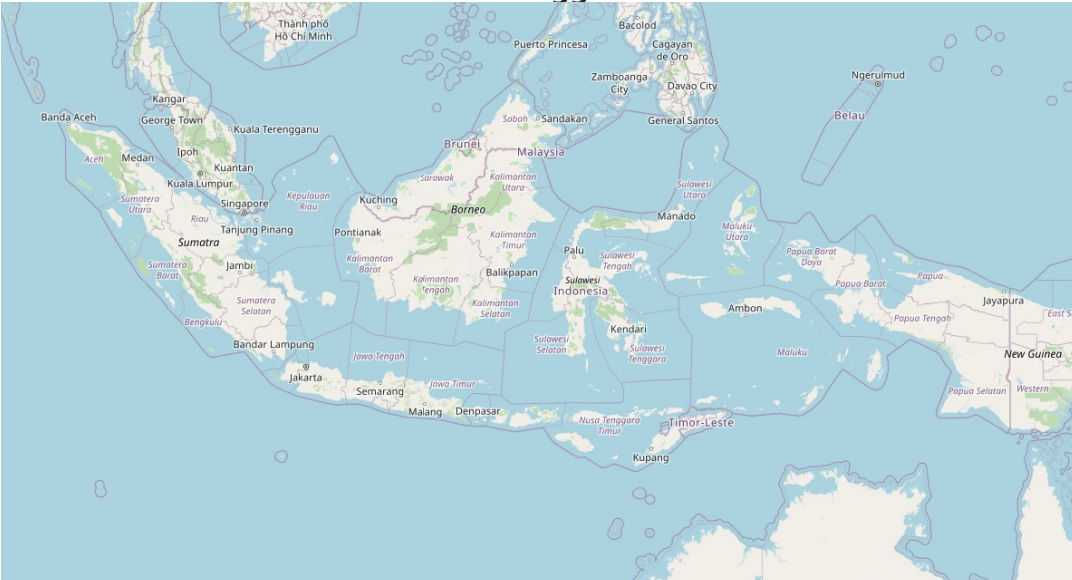 Thành phố
Hồ Chí Minh
Bacolod
Puerto Princesa
Cagayan
de Oro
Zamboanga
City
Davao City
Ngerulmud
Kangar
Banda Aceh
George Town
Kuala Terengganu
Sabah
Sandakan
General Santos
Belau
Brunei
Malaysia
Ipoh
Aceh
Medan
Kuantan
Kuala Lumpur
Sarawak
Kalimantan
Utara
Sulawesi
Utara
Sumatera
Utara
Kepulauan
Riau
Kuching
Singapore
Borneo
Manado
Riau
Tanjung Pinang
Pontianak
Maluku
Utara
Sumatra
Kalimantan
Timur
Palu
Papua Barat
Daya
Sumatera
Barat
Jambi
Kalimantan
Barat
Balikpapan
Sulawesi
Tengah
Kalimantan
Tengah
Sulawesi
Indonesia
Papua Barat
Papua
Sumatera
Selatan
Kalimantan
Selatan
Ambon
Jayapura
Bengkulu
Kendari
Papua Tengah
East S
Bandar Lampung
Sulawesi
Selatan
Sulawesi
Tenggara
Maluku
New Guinea
Jawa Tengah
Jakarta
Semarang
Jawa Timur
Papua Selatan
Western
Malang
Denpasar
Nusa Tenggara
Timur
Timor-Leste
Kupang